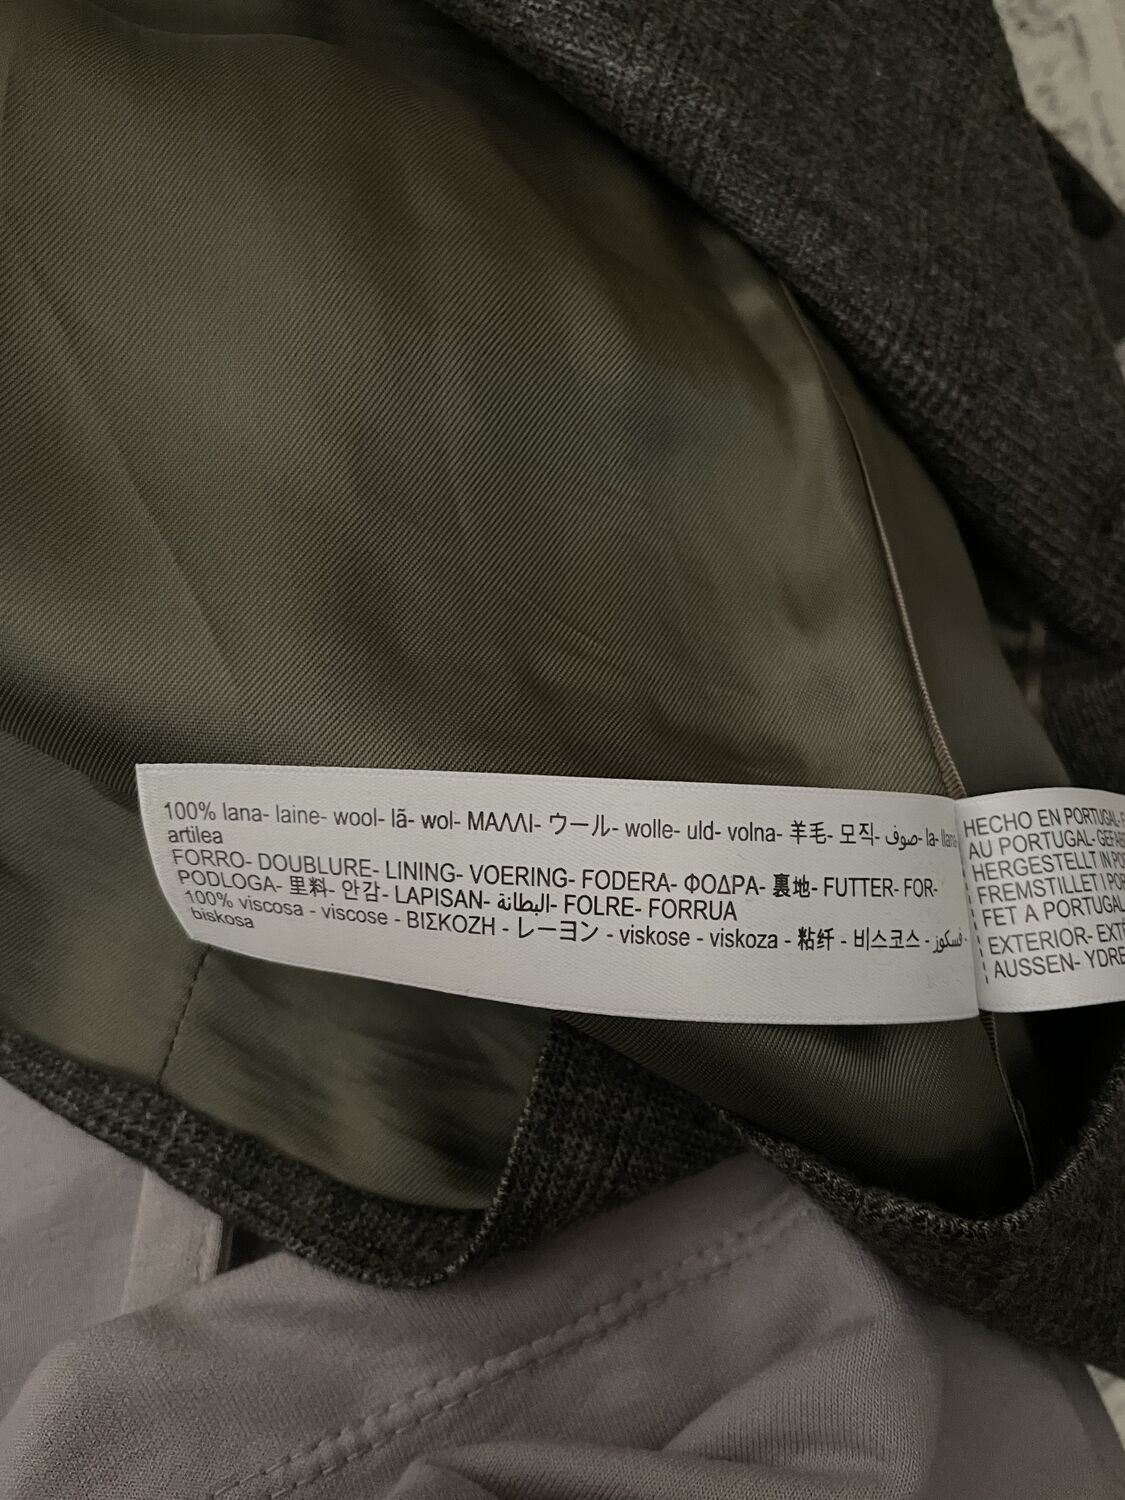 100% lana- laine- wool- lã- wol- ΜΑΛΛΙ- ウール- wolle- uld- volna- 羊毛- 모직- صوف- la- llana-
artilea
FORRO- DOUBLURE- LINING- VOERING- FODERA- ΦΟΔΡΑ- 裏地- FUTTER- FOR-
PODLOGA- 里料- 안감- LAPISAN- البطانة- FOLRE- FORRUA
100% viscosa - viscose - ΒΙΣΚΟΖΗ - レーヨン - viskose - viskoza - 粘纤 - 비스코스 - فسكوز -
biskosa
HECHO EN PORTUGAL-
AU PORTUGAL-
HERGESTELLT IN
FREMSTILLET I
FET A PORTUGAL
EXTERIOR-
AUSSEN-